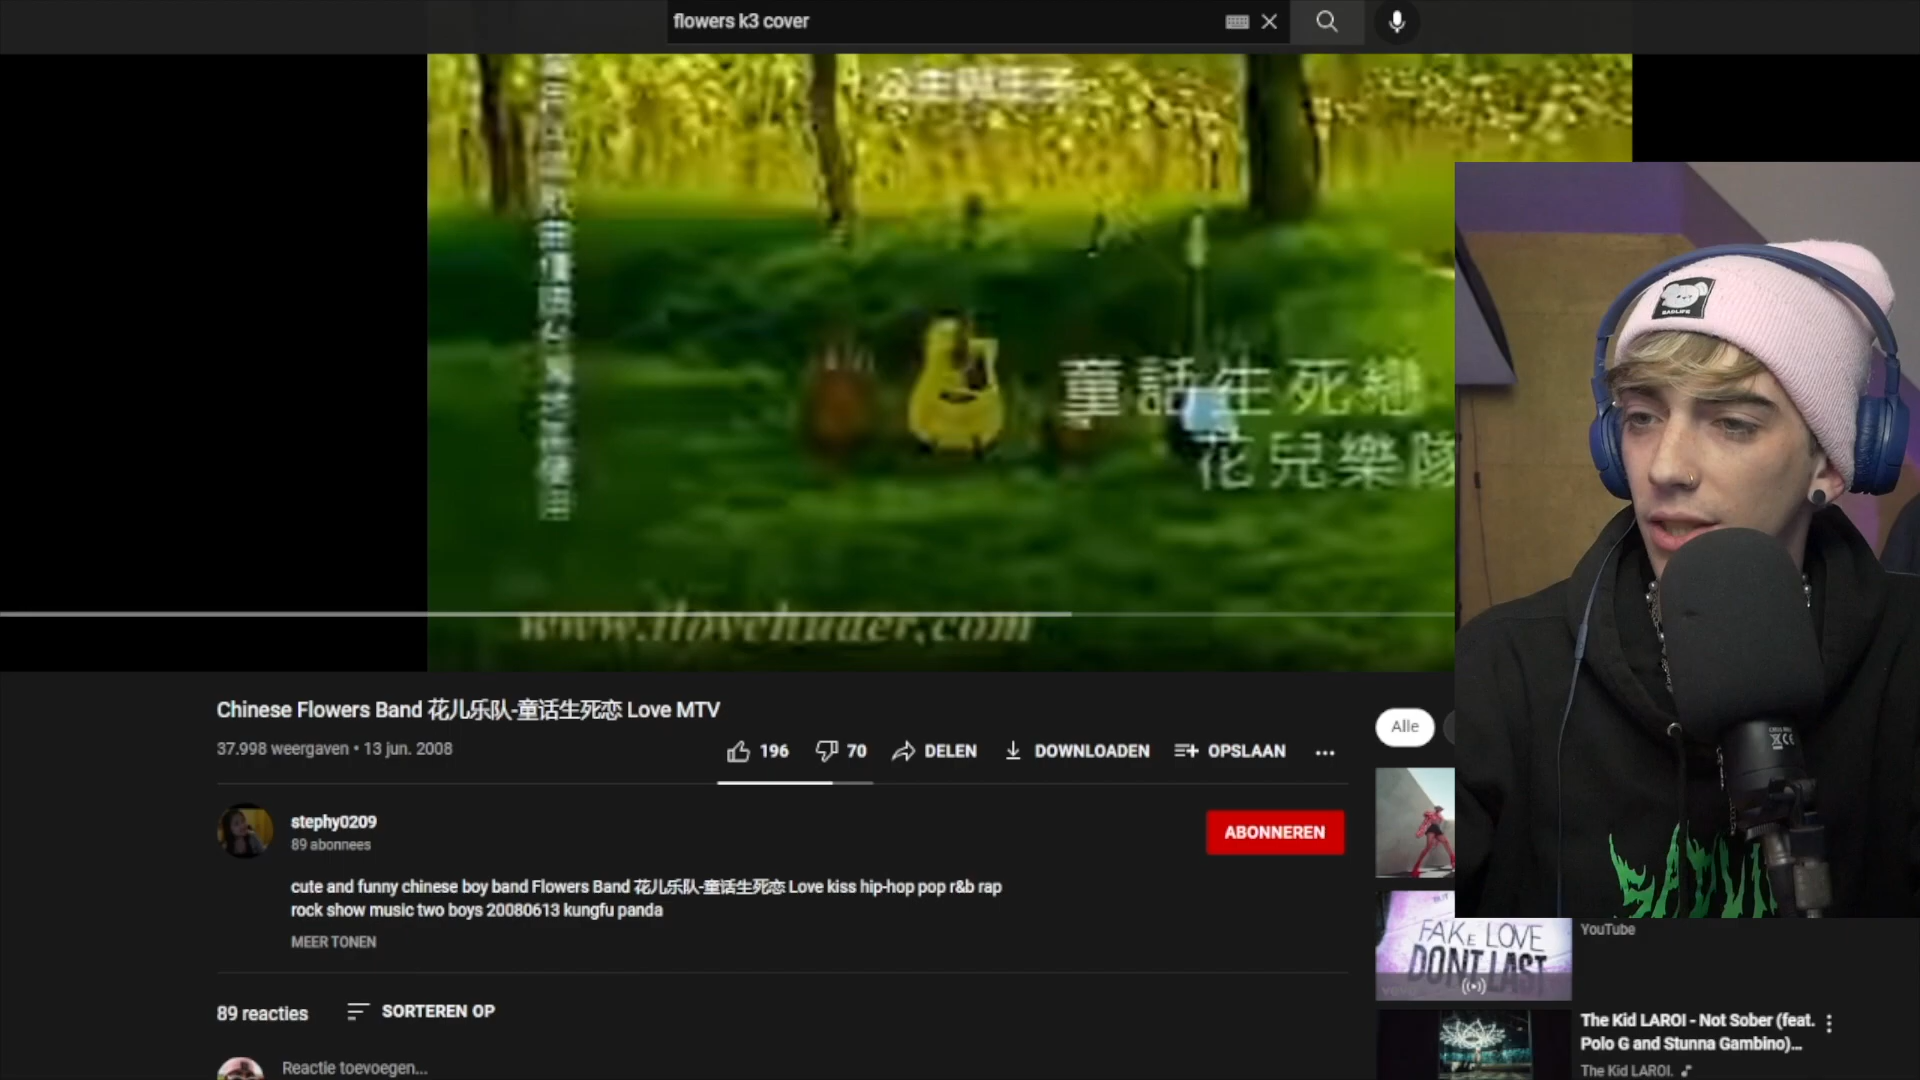 flowers k3 cover
童話生死戀
花兒樂隊
www.ilovehuder.com
Chinese Flowers Band 花儿乐队-童话生死恋 Love MTV
37.998 weergaven • 13 jun. 2008
196
70
DELEN
DOWNLOADEN
OPSLAAN
Alle
stephy0209
89 abonnees
ABONNEREN
cute and funny chinese boy band Flowers Band 花儿乐队-童话生死恋 Love kiss hip-hop pop r&b rap
rock show music two boys 20080613 kungfu panda
MEER TONEN
89 reacties
SORTEREN OP
Reactie toevoegen...
BADLIFE
YouTube
FAKE LOVE
DONT LAST
The Kid LAROI - Not Sober (feat.
Polo G and Stunna Gambino)...
The Kid LAROI.